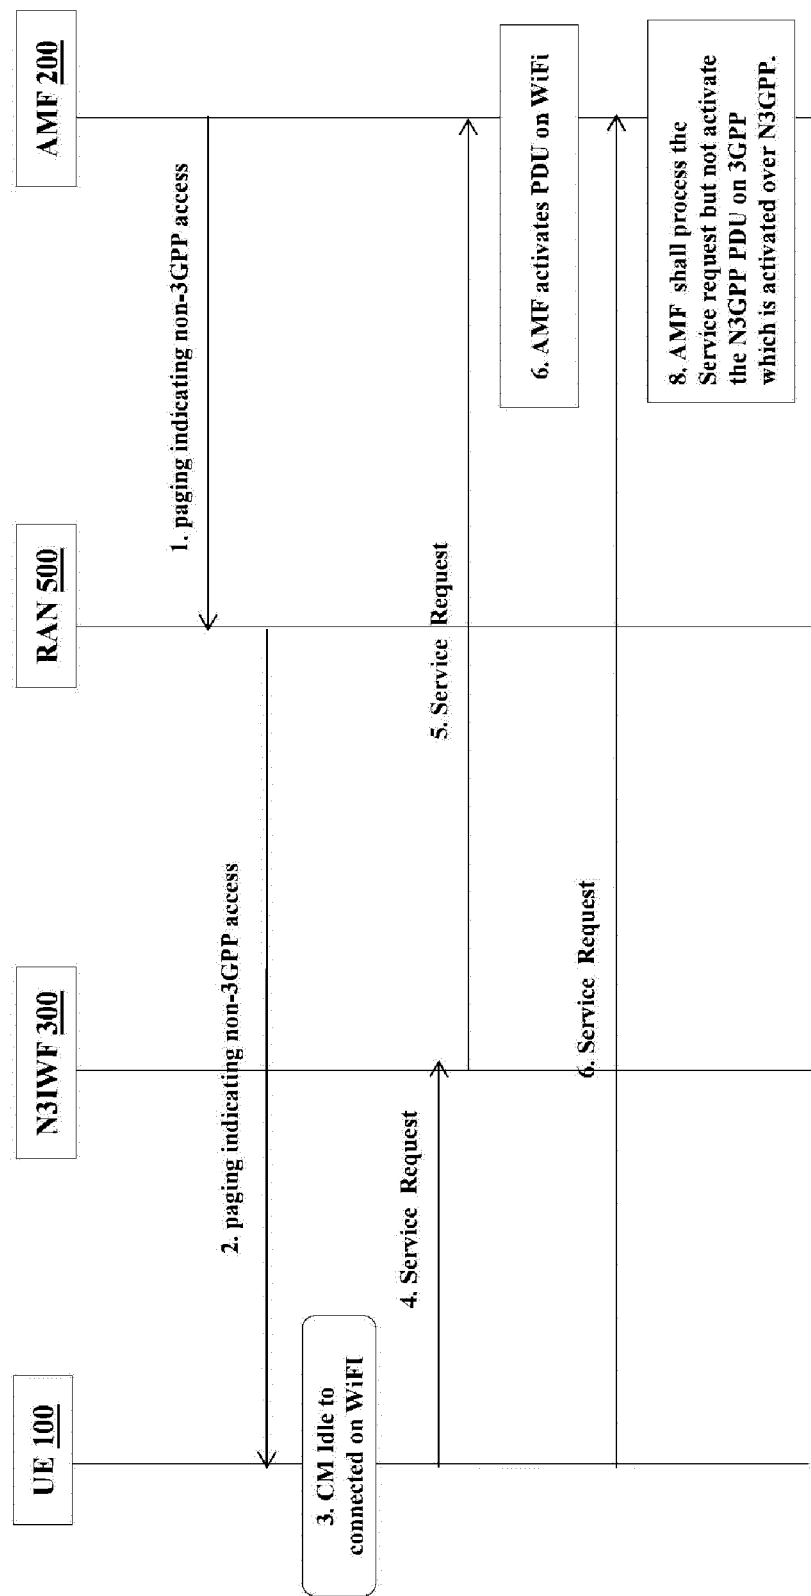 UE 100
N3IWF 300
RAN 500
AMF 200
1. paging indicating non-3GPP access
2. paging indicating non-3GPP access
3. CM Idle to
connected on WiFI
4. Service Request
5. Service Request
6. AMF activates PDU on WiFi
6. Service Request
8. AMF shall process the
Service request but not activate
the N3GPP PDU on 3GPP
which is activated over N3GPP.